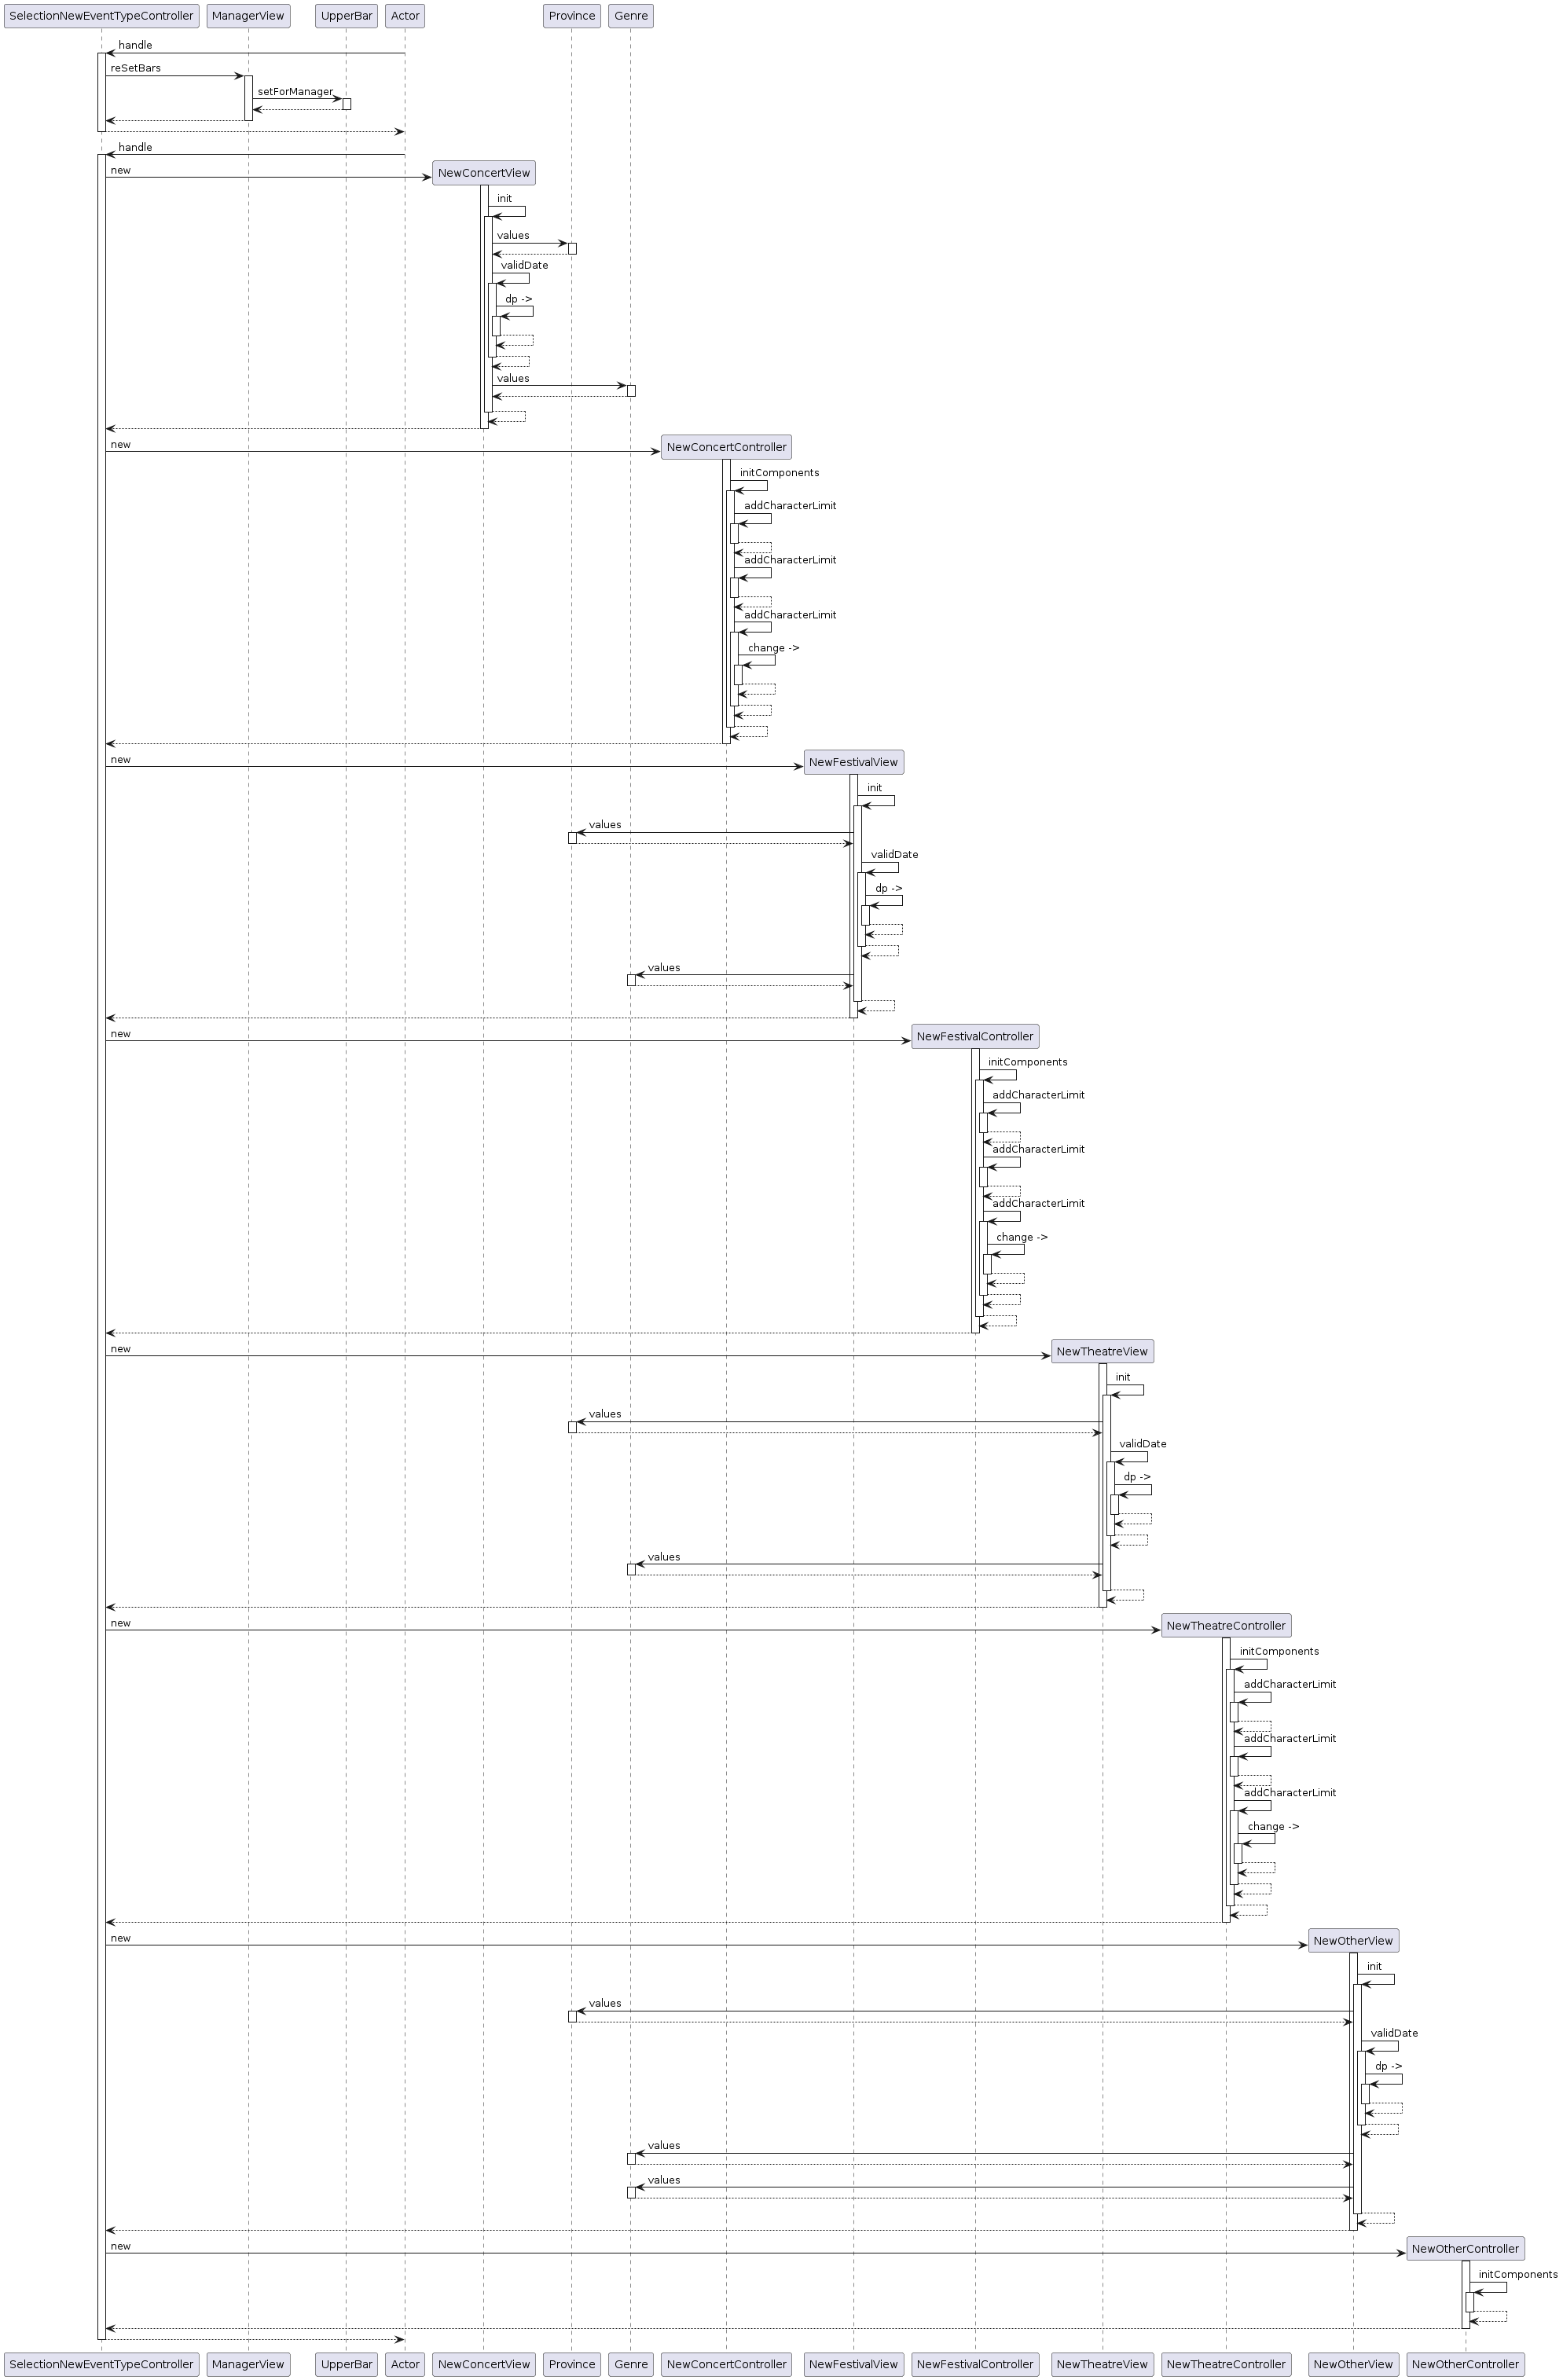 SelectionNewEventTypeController
ManagerView
UpperBar
Actor
Province
Genre
handle
reSetBars
setForManager
handle
new
NewConcertView
init
values
validDate
dp ->
values
new
NewConcertController
initComponents
addCharacterLimit
addCharacterLimit
addCharacterLimit
change ->
new
NewFestivalView
init
values
validDate
dp ->
values
new
NewFestivalController
initComponents
addCharacterLimit
addCharacterLimit
addCharacterLimit
change ->
new
NewTheatreView
init
values
validDate
dp ->
values
new
NewTheatreController
initComponents
addCharacterLimit
addCharacterLimit
addCharacterLimit
change ->
new
NewOtherView
init
values
validDate
dp ->
values
values
new
NewOtherController
initComponents
SelectionNewEventTypeController
ManagerView
UpperBar
Actor
NewConcertView
Province
Genre
NewConcertController
NewFestivalView
NewFestivalController
NewTheatreView
NewTheatreController
NewOtherView
NewOtherController